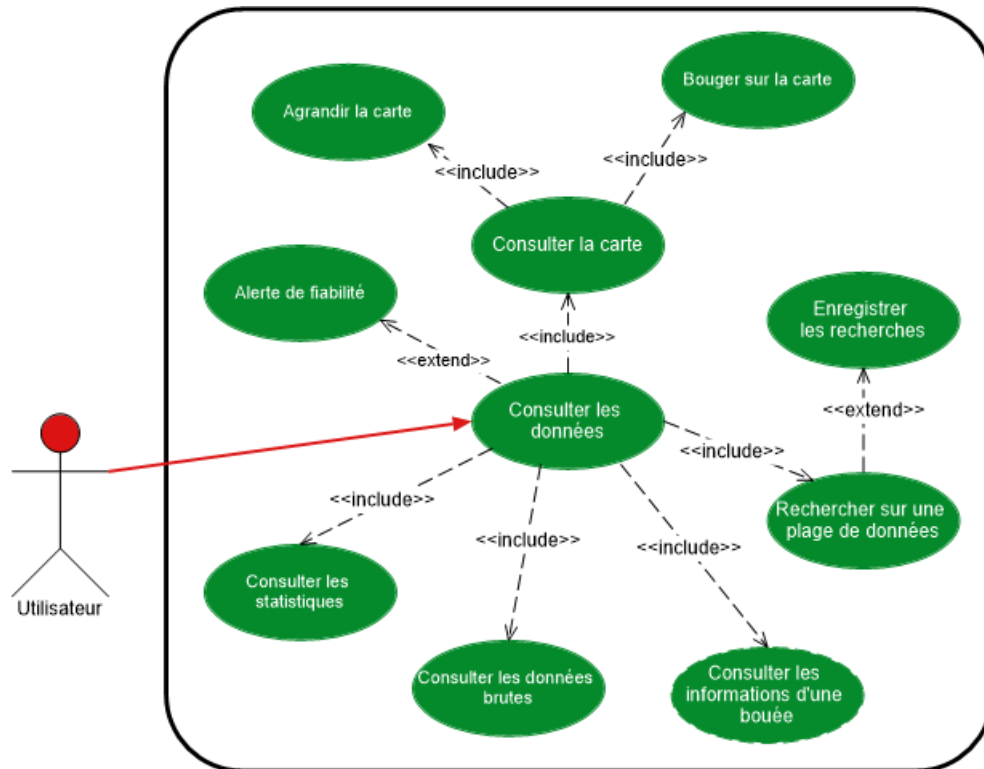 Bouger sur la carte
Agrandir la carte
<<include>>
<<include>>
Consulter la carte
Alerte de fiabilité
Enregistrer
les recherches
<<include>>
<<extend>>
Consulter les
données
<<extend>>
<<include>>
<<include>>
Rechercher sur une
plage de données
<<include>>
<<include>>
Consulter les
statistiques
Utilisateur
Consulter les données
brutes
Consulter les
informations d'une
bouée